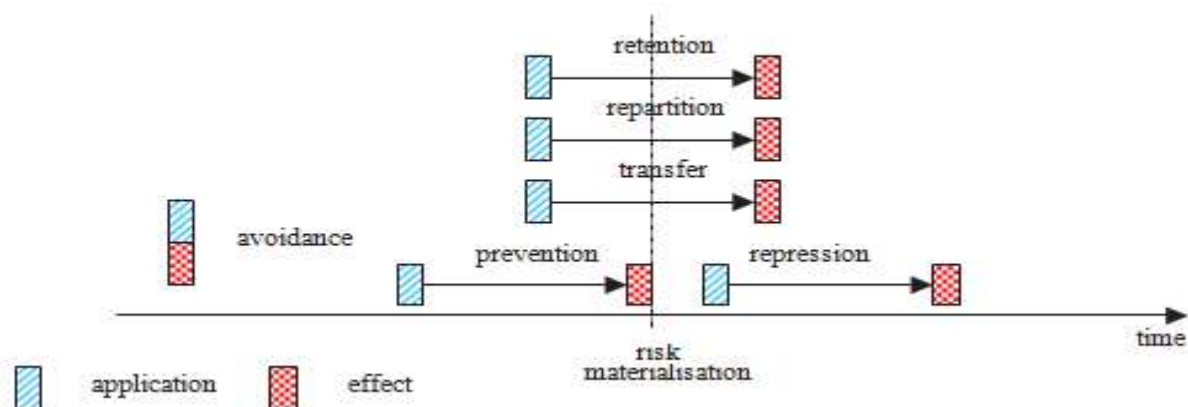 retention
repartition
transfer
avoidance
prevention
repression
time
risk
materialisation
application
effect